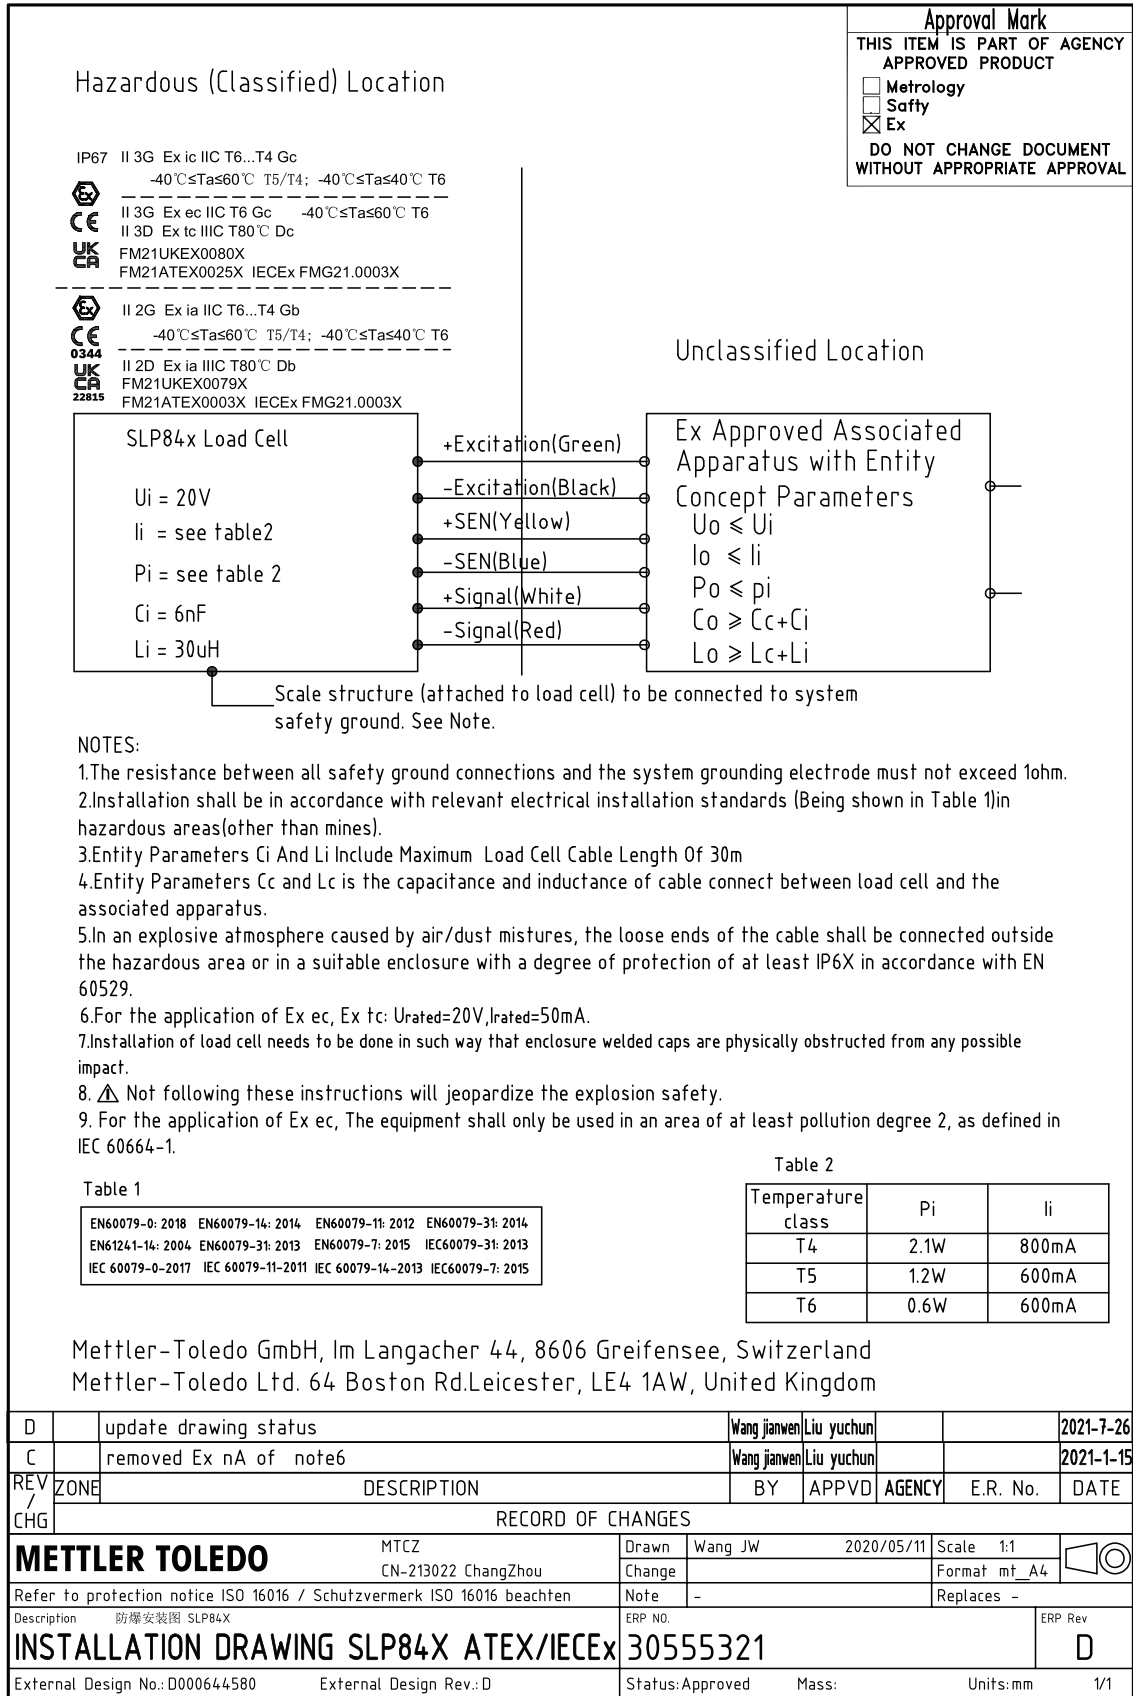 Approval Mark
THIS ITEM IS PART OF AGENCY
APPROVED PRODUCT
Metrology
Safty
Ex
DO NOT CHANGE DOCUMENT
WITHOUT APPROPRIATE APPROVAL
Hazardous (Classified) Location
IP67 II 3G Ex ic IIC T6...T4 Gc
-40℃≤Ta≤60℃ T5/T4; -40℃≤Ta≤40℃ T6
II 3G Ex ec IIC T6 Gc -40℃≤Ta≤60℃ T6
II 3D Ex tc IIIC T80℃ Dc
FM21UKEX0080X
FM21ATEX0025X IECEx FMG21.0003X
Ex
CE
UK
CA
II 2G Ex ia IIC T6...T4 Gb
-40℃≤Ta≤60℃ T5/T4; -40℃≤Ta≤40℃ T6
II 2D Ex ia IIIC T80℃ Db
FM21UKEX0079X
FM21ATEX0003X IECEx FMG21.0003X
Ex
CE
0344
UK
CA
22815
Unclassified Location
SLP84x Load Cell
Ui = 20V
Ii = see table2
Pi = see table 2
Ci = 6nF
Li = 30uH
+Excitation(Green)
-Excitation(Black)
+SEN(Yellow)
-SEN(Blue)
+Signal(White)
-Signal(Red)
Ex Approved Associated
Apparatus with Entity
Concept Parameters
Uo ⩽ Ui
Io ⩽ Ii
Po ⩽ pi
Co ⩾ Cc+Ci
Lo ⩾ Lc+Li
Scale structure (attached to load cell) to be connected to system
safety ground. See Note.
NOTES:
1.The resistance between all safety ground connections and the system grounding electrode must not exceed 1ohm.
2.Installation shall be in accordance with relevant electrical installation standards (Being shown in Table 1)in
hazardous areas(other than mines).
3.Entity Parameters Ci And Li Include Maximum Load Cell Cable Length Of 30m
4.Entity Parameters Cc and Lc is the capacitance and inductance of cable connect between load cell and the
associated apparatus.
5.In an explosive atmosphere caused by air/dust mistures, the loose ends of the cable shall be connected outside
the hazardous area or in a suitable enclosure with a degree of protection of at least IP6X in accordance with EN
60529.
6.For the application of Ex ec, Ex tc: Urated=20V,Irated=50mA.
7.Installation of load cell needs to be done in such way that enclosure welded caps are physically obstructed from any possible
impact.
8. ⚠ Not following these instructions will jeopardize the explosion safety.
9. For the application of Ex ec, The equipment shall only be used in an area of at least pollution degree 2, as defined in
IEC 60664-1.
Table 1
EN60079-0: 2018 EN60079-14: 2014 EN60079-11: 2012 EN60079-31: 2014
EN61241-14: 2004 EN60079-31: 2013 EN60079-7: 2015 IEC60079-31: 2013
IEC 60079-0-2017 IEC 60079-11-2011 IEC 60079-14-2013 IEC60079-7: 2015
Table 2
Temperature class Pi Ii
T4 2.1W 800mA
T5 1.2W 600mA
T6 0.6W 600mA
Mettler-Toledo GmbH, Im Langacher 44, 8606 Greifensee, Switzerland
Mettler-Toledo Ltd. 64 Boston Rd.Leicester, LE4 1AW, United Kingdom
D update drawing status Wang jianwen Liu yuchun 2021-7-26
C removed Ex nA of note6 Wang jianwen Liu yuchun 2021-1-15
REV / CHG ZONE DESCRIPTION BY APPVD AGENCY E.R. No. DATE
RECORD OF CHANGES
METTLER TOLEDO
MTCZ
CN-213022 ChangZhou
Drawn Wang JW 2020/05/11 Scale 1:1
Change Format mt_A4
Refer to protection notice ISO 16016 / Schutzvermerk ISO 16016 beachten
Note - Replaces -
Description 防爆安装图 SLP84X
INSTALLATION DRAWING SLP84X ATEX/IECEx
ERP NO.
30555321
ERP Rev
D
External Design No.: D000644580 External Design Rev.: D
Status:Approved Mass: Units:mm 1/1